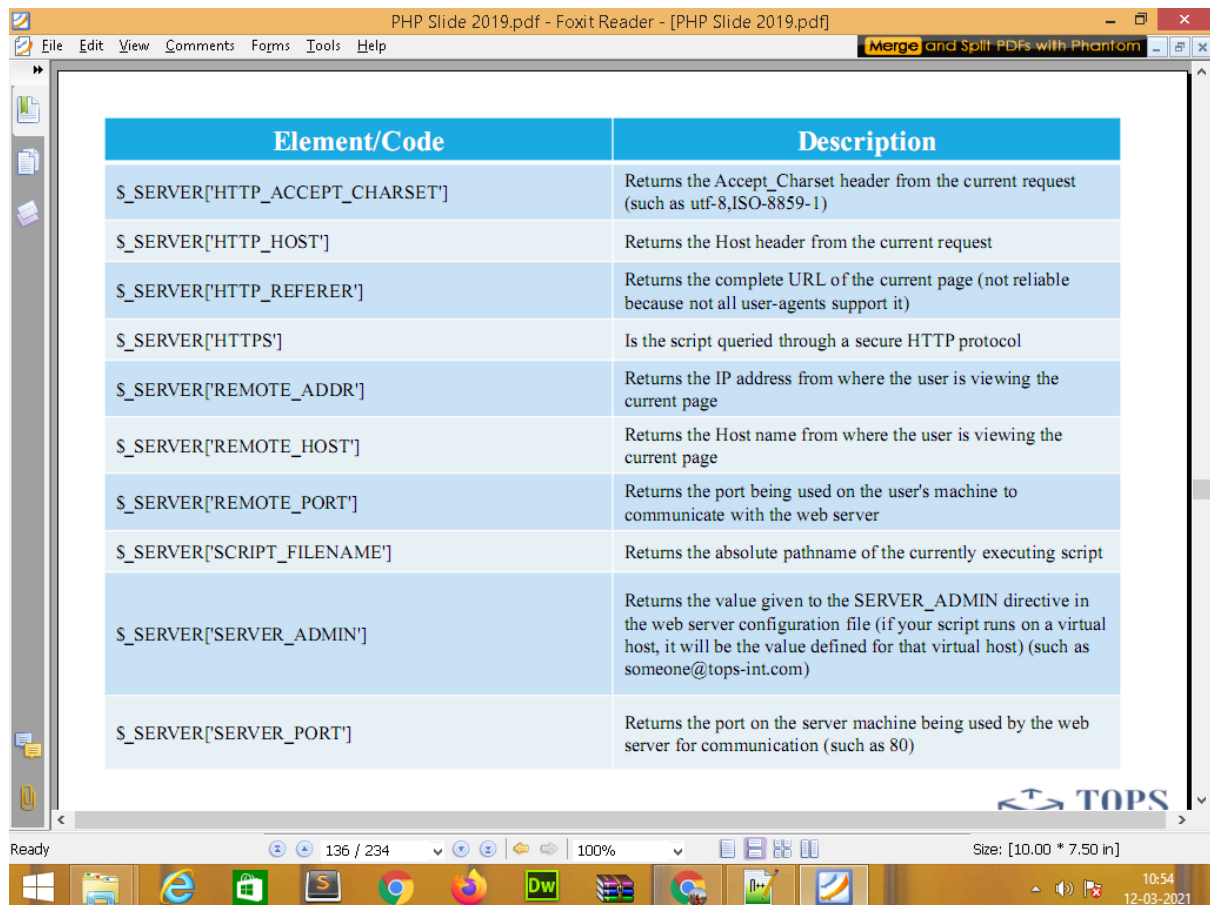 PHP Slide 2019.pdf - Foxit Reader - [PHP Slide 2019.pdf]
File Edit View Comments Forms Tools Help
Merge and Split PDFs with Phantom
Element/Code Description
$_SERVER['HTTP_ACCEPT_CHARSET'] Returns the Accept_Charset header from the current request
(such as utf-8,ISO-8859-1)
$_SERVER['HTTP_HOST'] Returns the Host header from the current request
$_SERVER['HTTP_REFERER'] Returns the complete URL of the current page (not reliable
because not all user-agents support it)
$_SERVER['HTTPS'] Is the script queried through a secure HTTP protocol
$_SERVER['REMOTE_ADDR'] Returns the IP address from where the user is viewing the
current page
$_SERVER['REMOTE_HOST'] Returns the Host name from where the user is viewing the
current page
$_SERVER['REMOTE_PORT'] Returns the port being used on the user's machine to
communicate with the web server
$_SERVER['SCRIPT_FILENAME'] Returns the absolute pathname of the currently executing script
$_SERVER['SERVER_ADMIN'] Returns the value given to the SERVER_ADMIN directive in
the web server configuration file (if your script runs on a virtual
host, it will be the value defined for that virtual host) (such as
someone@tops-int.com)
$_SERVER['SERVER_PORT'] Returns the port on the server machine being used by the web
server for communication (such as 80)
TOPS
Ready 136 / 234 100% Size: [10.00 * 7.50 in]
S Dw n++
10:54
12-03-2021